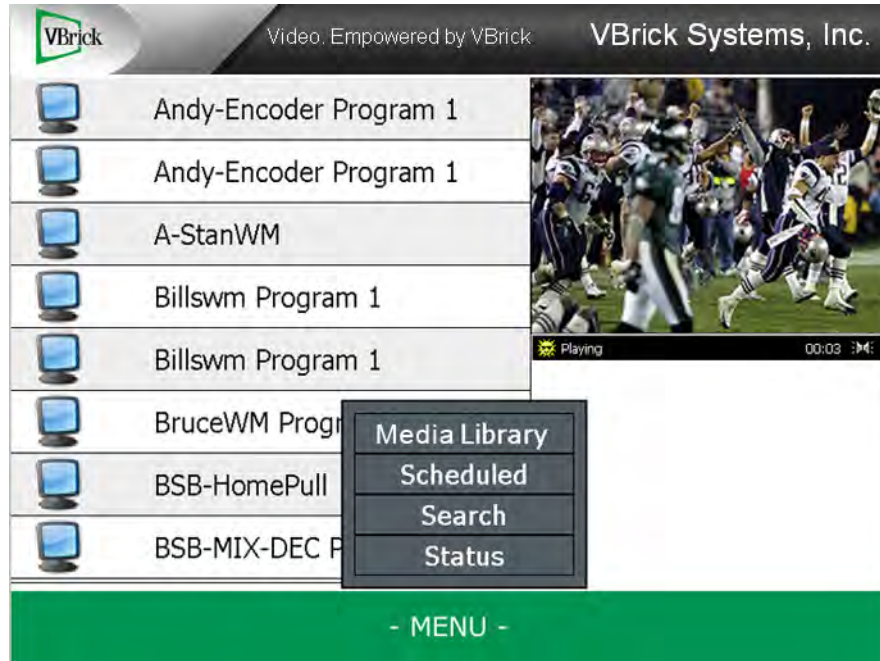 VBrick
Video. Empowered by VBrick
VBrick Systems, Inc.
Andy-Encoder Program 1
Andy-Encoder Program 1
A-StanWM
Billswm Program 1
Billswm Program 1
BruceWM Progr
BSB-HomePull
BSB-MIX-DEC P
Playing
00:03
Media Library
Scheduled
Search
Status
- MENU -